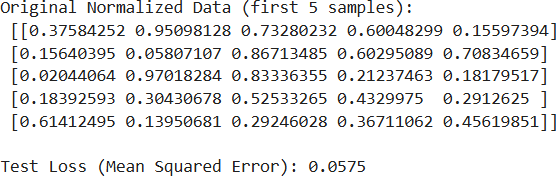 Original Normalized Data (first 5 samples):
[[0.37584252 0.95098128 0.73280232 0.60048299 0.15597394]
[0.15640395 0.05807107 0.86713485 0.60295089 0.70834659]
[0.02044064 0.97018284 0.83336355 0.21237463 0.18179517]
[0.18392593 0.30430678 0.52533265 0.4329975  0.2912625 ]
[0.61412495 0.13950681 0.29246028 0.36711062 0.45619851]]
Test Loss (Mean Squared Error): 0.0575